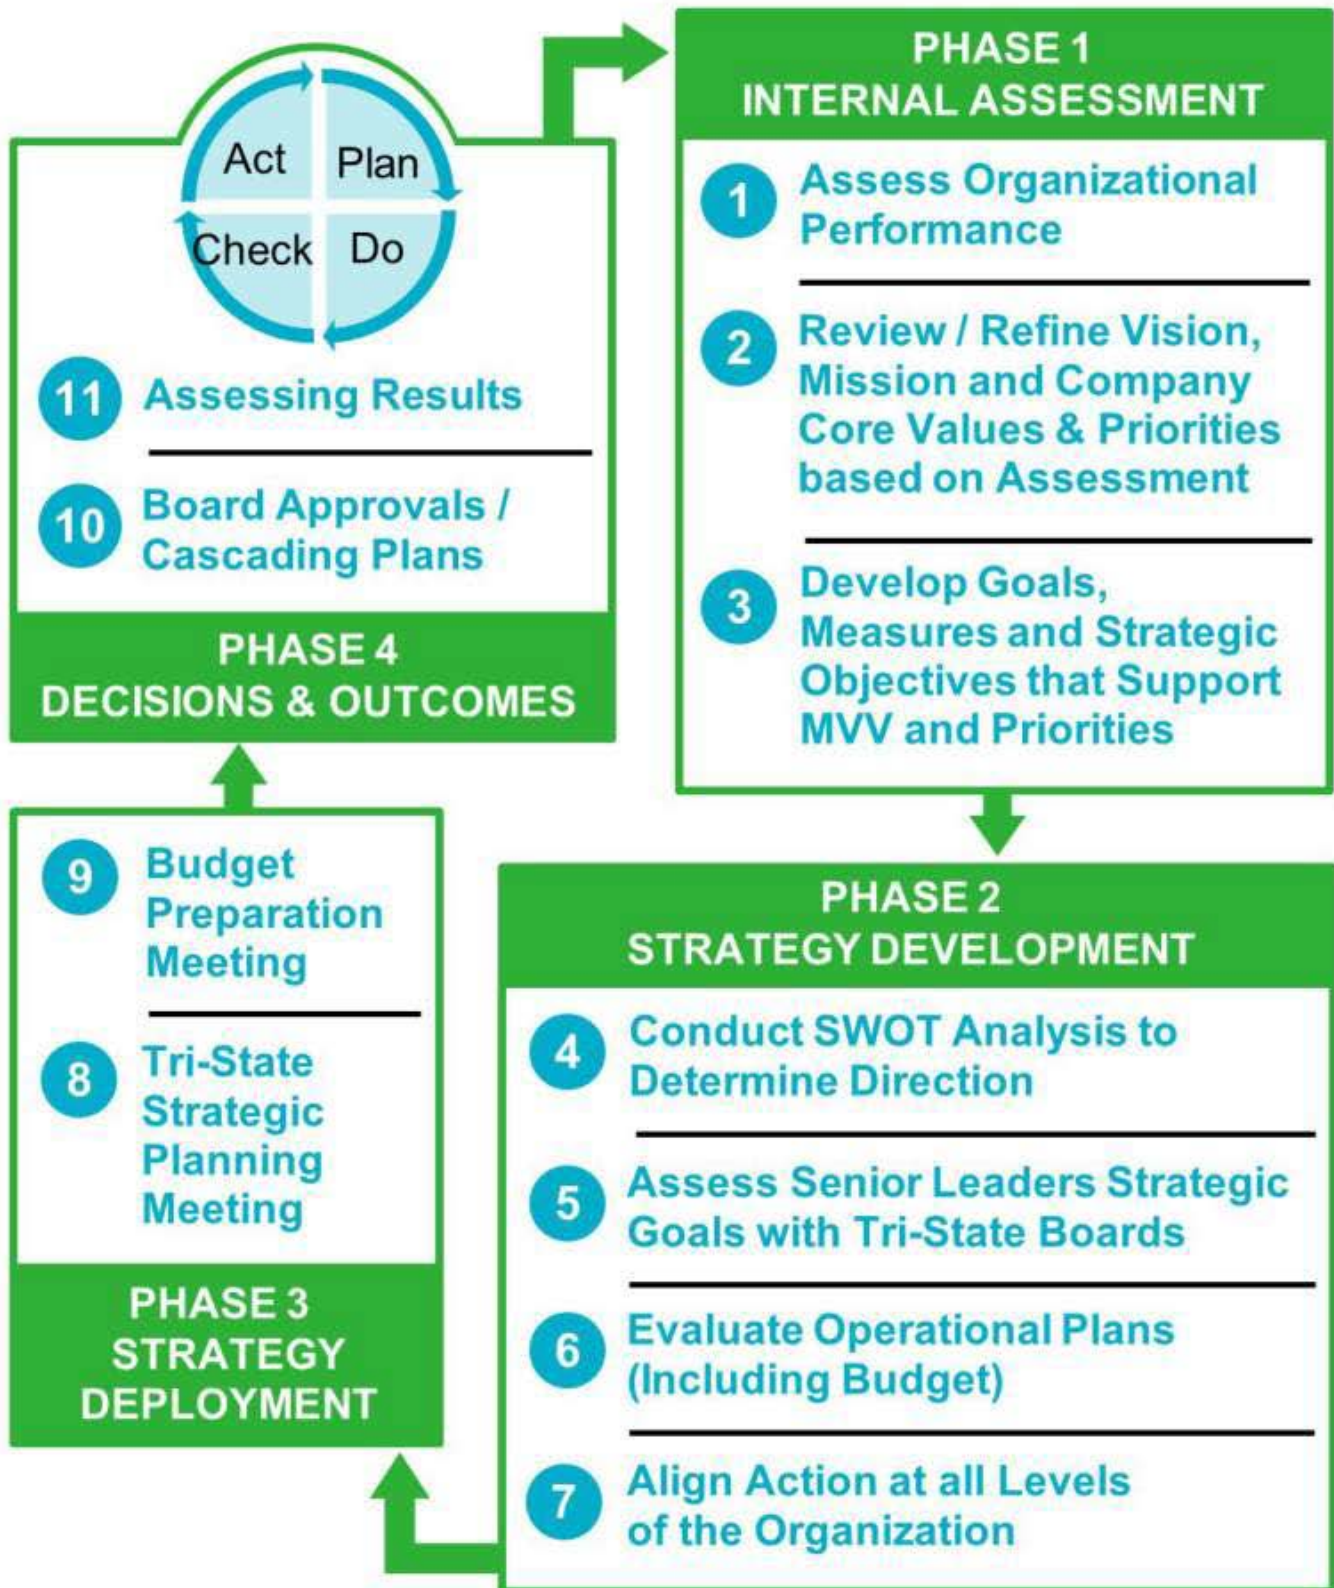 PHASE 1
INTERNAL ASSESSMENT
1 Assess Organizational
Performance
2 Review / Refine Vision,
Mission and Company
Core Values & Priorities
based on Assessment
3 Develop Goals,
Measures and Strategic
Objectives that Support
MVV and Priorities
PHASE 2
STRATEGY DEVELOPMENT
4 Conduct SWOT Analysis to
Determine Direction
5 Assess Senior Leaders Strategic
Goals with Tri-State Boards
6 Evaluate Operational Plans
(Including Budget)
7 Align Action at all Levels
of the Organization
9 Budget
Preparation
Meeting
8 Tri-State
Strategic
Planning
Meeting
PHASE 3
STRATEGY
DEPLOYMENT
Act Plan
Check Do
11 Assessing Results
10 Board Approvals /
Cascading Plans
PHASE 4
DECISIONS & OUTCOMES